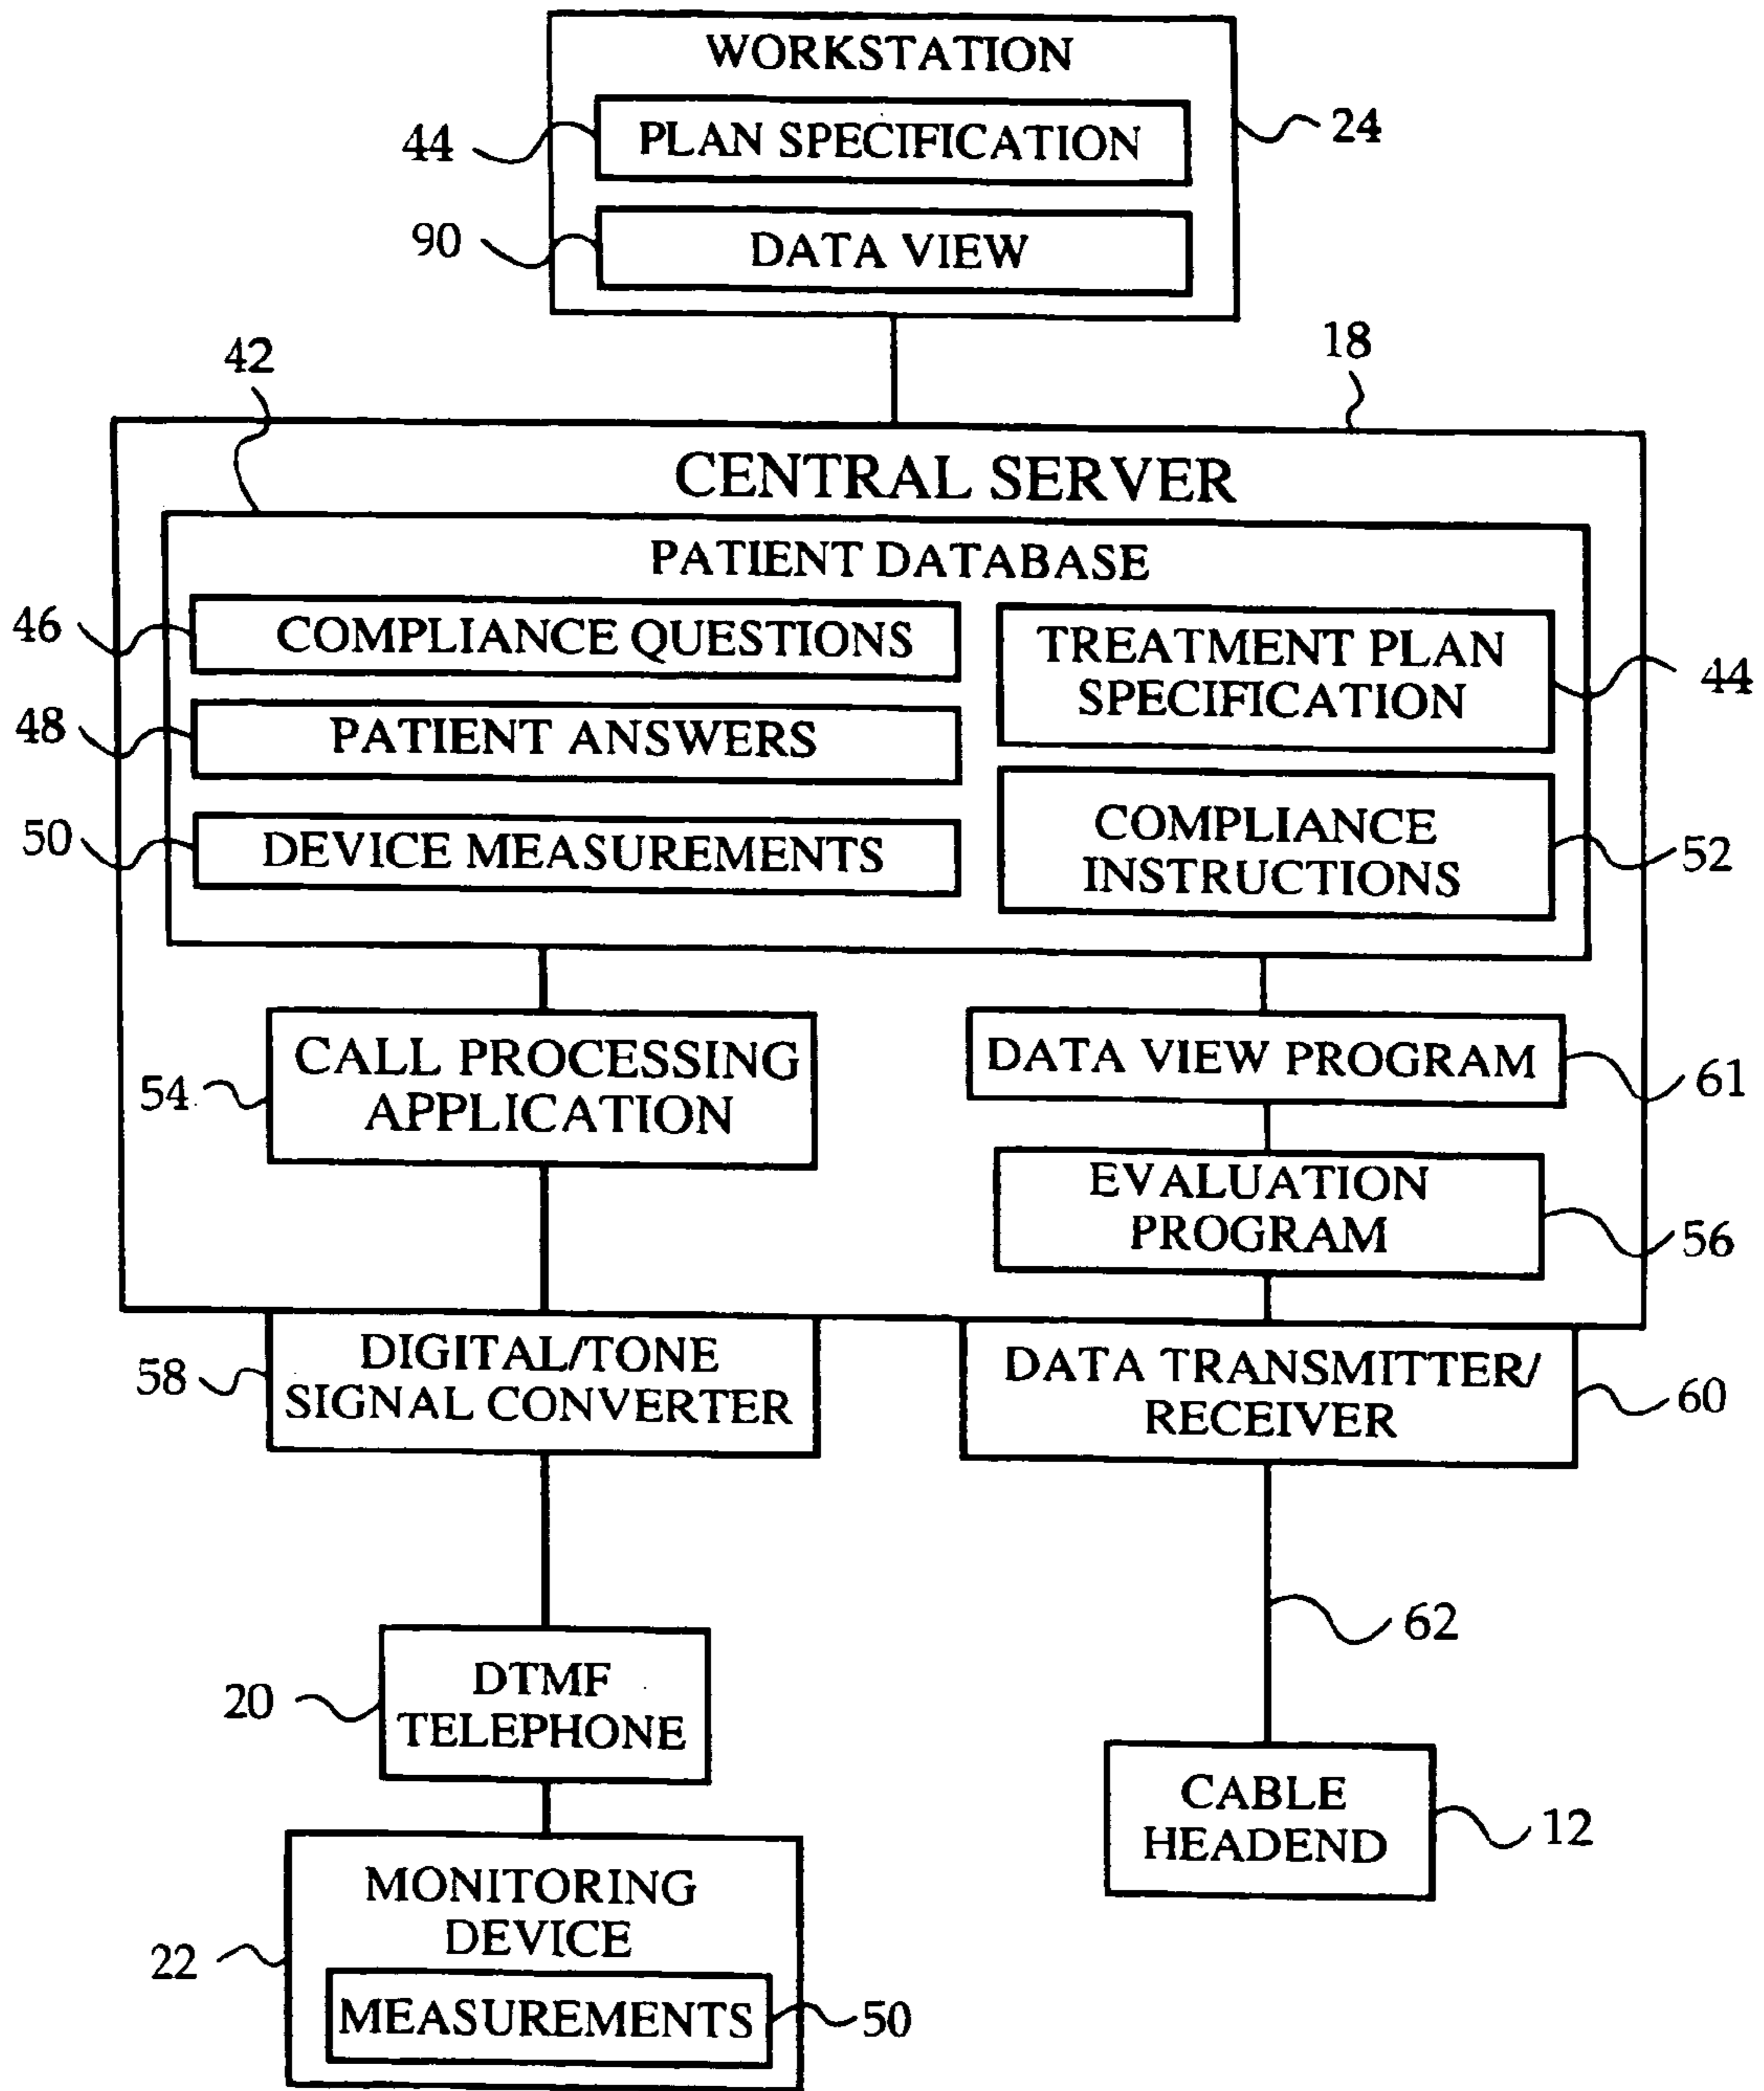 WORKSTATION
44
PLAN SPECIFICATION
24
90
DATA VIEW
42
18
CENTRAL SERVER
PATIENT DATABASE
46
COMPLIANCE QUESTIONS
TREATMENT PLAN
SPECIFICATION
44
48
PATIENT ANSWERS
50
DEVICE MEASUREMENTS
COMPLIANCE
INSTRUCTIONS
52
54
CALL PROCESSING
APPLICATION
DATA VIEW PROGRAM
61
EVALUATION
PROGRAM
56
58
DIGITAL/TONE
SIGNAL CONVERTER
DATA TRANSMITTER/
RECEIVER
60
62
20
DTMF
TELEPHONE
CABLE
HEADEND
12
22
MONITORING
DEVICE
MEASUREMENTS
50